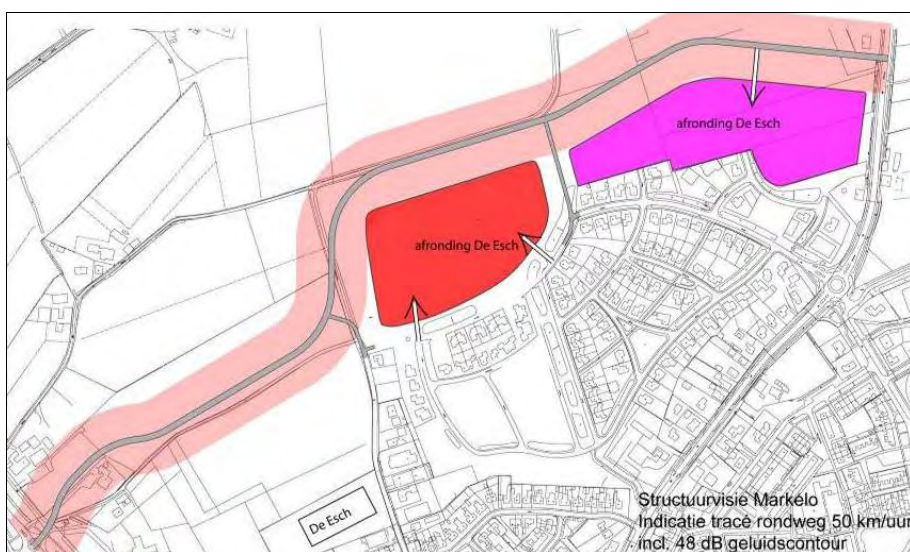 afronding De Esch
afronding De Esch
De Esch
Structuurvisie Markelo
Indicatie tracé rondweg 50 km/uur
incl. 48 dB geluidscontour